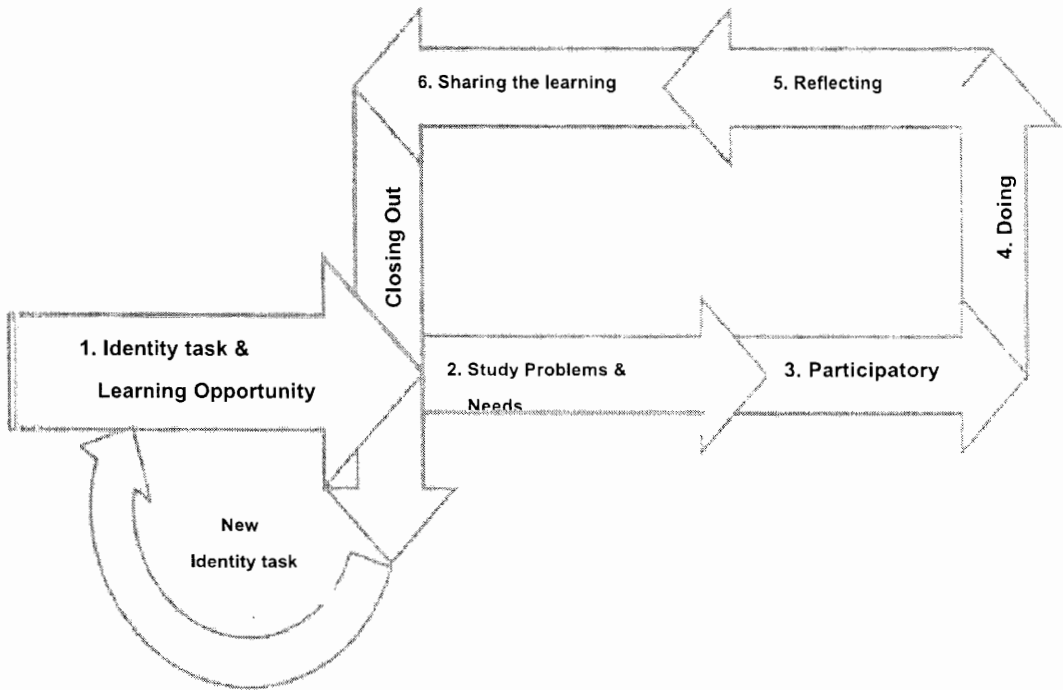 1. Identity task &
Learning Opportunity
2. Study Problems &
Needs
3. Participatory
4. Doing
5. Reflecting
6. Sharing the learning
Closing Out
New
Identity task